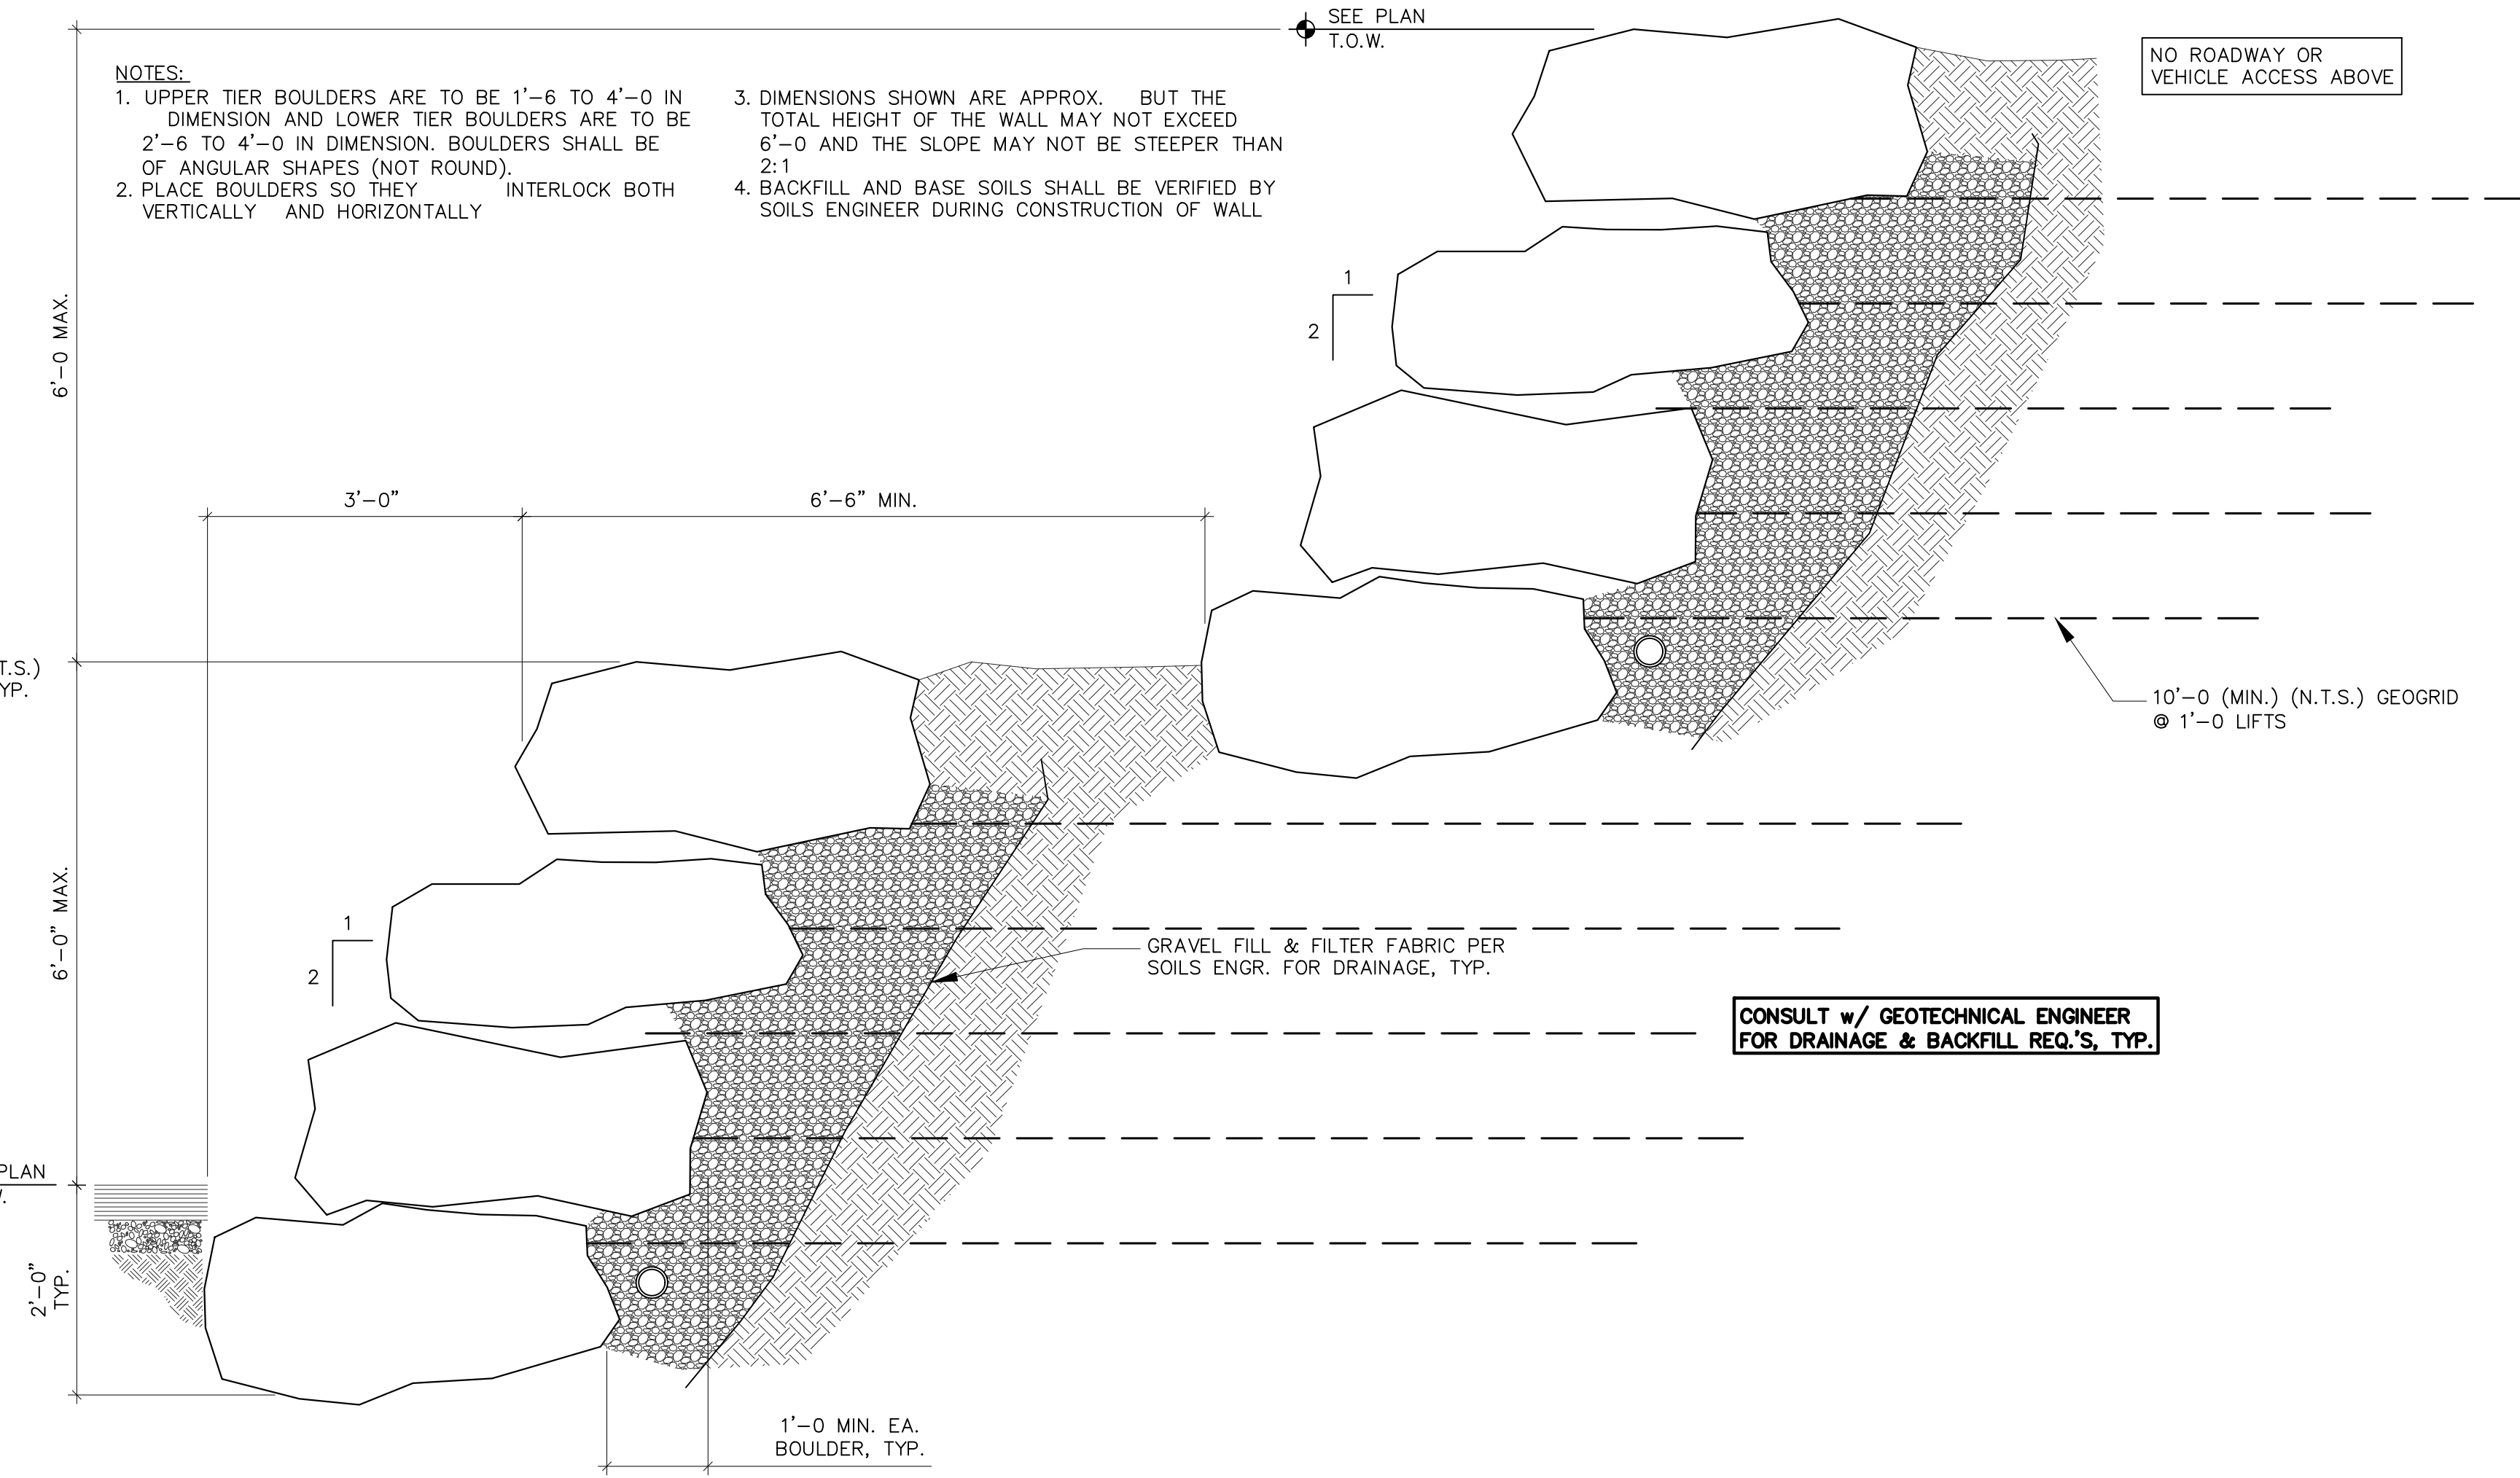 SEE PLAN
T.O.W.
NO ROADWAY OR
VEHICLE ACCESS ABOVE
NOTES:
1. UPPER TIER BOULDERS ARE TO BE 1'-6 TO 4'-0 IN
DIMENSION AND LOWER TIER BOULDERS ARE TO BE
2'-6 TO 4'-0 IN DIMENSION. BOULDERS SHALL BE
OF ANGULAR SHAPES (NOT ROUND).
2. PLACE BOULDERS SO THEY INTERLOCK BOTH
VERTICALLY AND HORIZONTALLY
3. DIMENSIONS SHOWN ARE APPROX. BUT THE
TOTAL HEIGHT OF THE WALL MAY NOT EXCEED
6'-0 AND THE SLOPE MAY NOT BE STEEPER THAN
2:1
4. BACKFILL AND BASE SOILS SHALL BE VERIFIED BY
SOILS ENGINEER DURING CONSTRUCTION OF WALL
6'-0 MAX.
1
2
3'-0"
6'-6" MIN.
T.S.)
YP.
10'-0 (MIN.) (N.T.S.) GEOGRID
@ 1'-0 LIFTS
6'-0" MAX.
1
2
GRAVEL FILL & FILTER FABRIC PER
SOILS ENGR. FOR DRAINAGE, TYP.
CONSULT w/ GEOTECHNICAL ENGINEER
FOR DRAINAGE & BACKFILL REQ.'S, TYP.
PLAN
2'-0"
TYP.
1'-0 MIN. EA.
BOULDER, TYP.